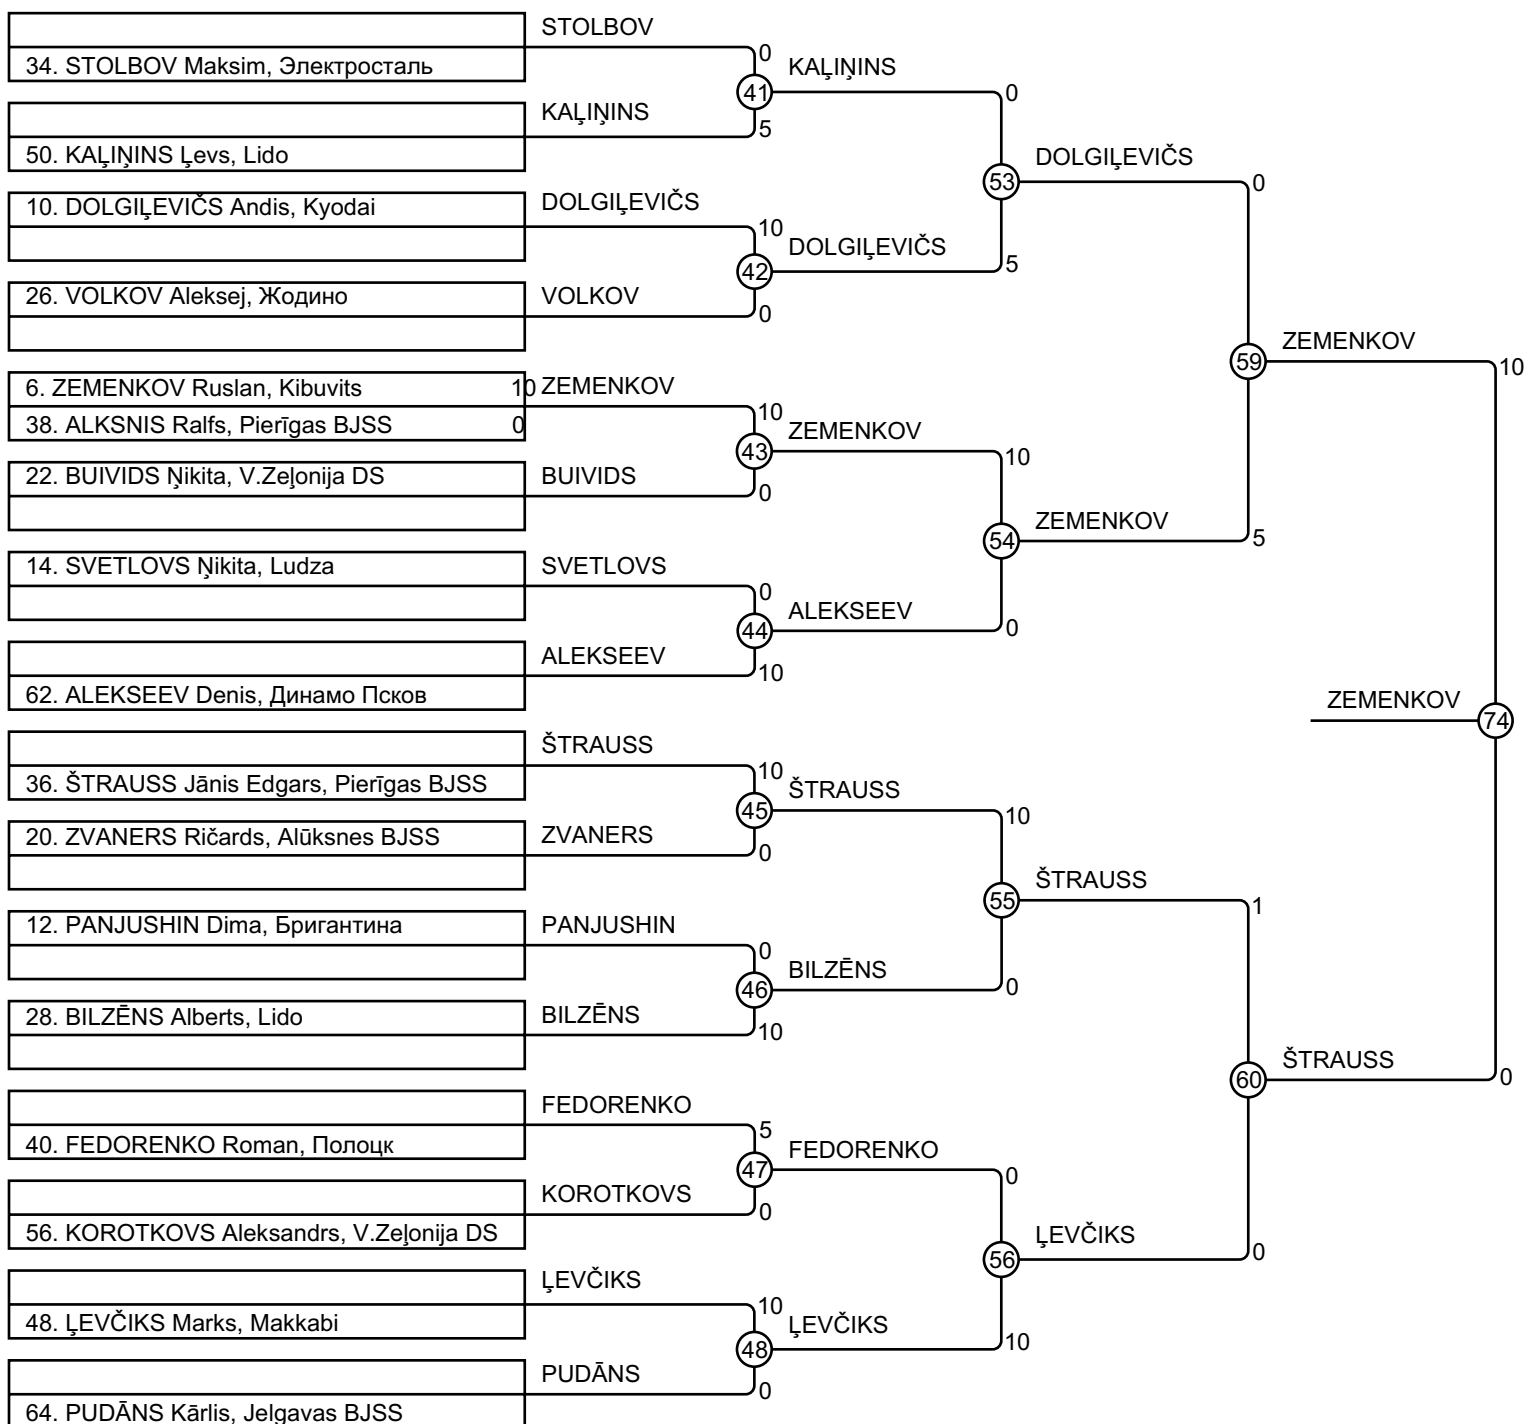 STOLBOV
34. STOLBOV Maksim, Электросталь
0
41
KAĻIŅINS
KAĻIŅINS
5
50. KAĻIŅINS Ļevs, Lido
0
53
DOLGIĻEVIČS
10. DOLGIĻEVIČS Andis, Kyodai
DOLGIĻEVIČS
10
42
DOLGIĻEVIČS
5
26. VOLKOV Aleksej, Жодино
VOLKOV
0
0
59
ZEMENKOV
10
6. ZEMENKOV Ruslan, Kibuvits 10
ZEMENKOV
38. ALKSNIS Ralfs, Pierīgas BJSS 0
10
43
ZEMENKOV
10
22. BUIVIDS Ņikita, V.Zeļonija DS
BUIVIDS
0
54
ZEMENKOV
5
14. SVETLOVS Ņikita, Ludza
SVETLOVS
0
44
ALEKSEEV
0
ALEKSEEV
10
62. ALEKSEEV Denis, Динамо Псков
ZEMENKOV
74
ŠTRAUSS
36. ŠTRAUSS Jānis Edgars, Pierīgas BJSS
10
45
ŠTRAUSS
10
20. ZVANERS Ričards, Alūksnes BJSS
ZVANERS
0
55
ŠTRAUSS
1
12. PANJUSHIN Dima, Бригантина
PANJUSHIN
0
46
BILZĒNS
0
28. BILZĒNS Alberts, Lido
BILZĒNS
10
60
ŠTRAUSS
0
FEDORENKO
40. FEDORENKO Roman, Полоцк
5
47
FEDORENKO
0
KOROTKOVS
0
56. KOROTKOVS Aleksandrs, V.Zeļonija DS
56
ĻEVČIKS
0
ĻEVČIKS
48. ĻEVČIKS Marks, Makkabi
10
48
ĻEVČIKS
10
PUDĀNS
0
64. PUDĀNS Kārlis, Jelgavas BJSS